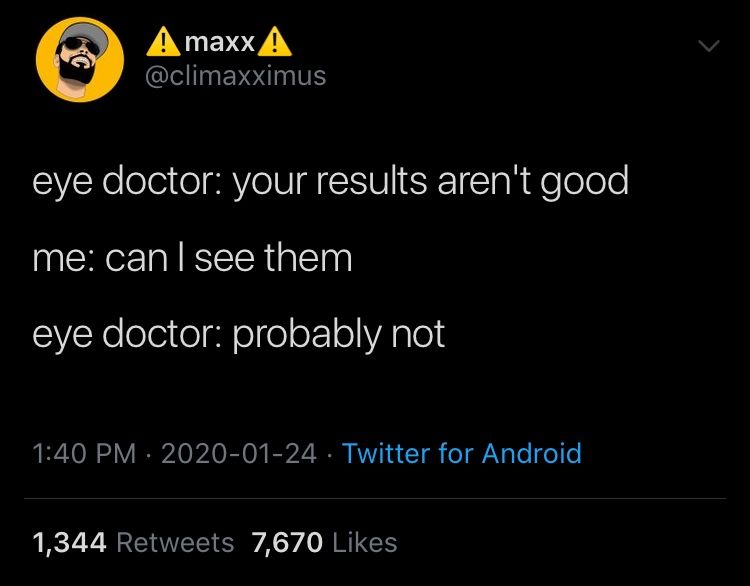 ⚠️maxx⚠️
@climaxximus
eye doctor: your results aren't good
me: can I see them
eye doctor: probably not
1:40 PM · 2020-01-24 · Twitter for Android
1,344 Retweets 7,670 Likes